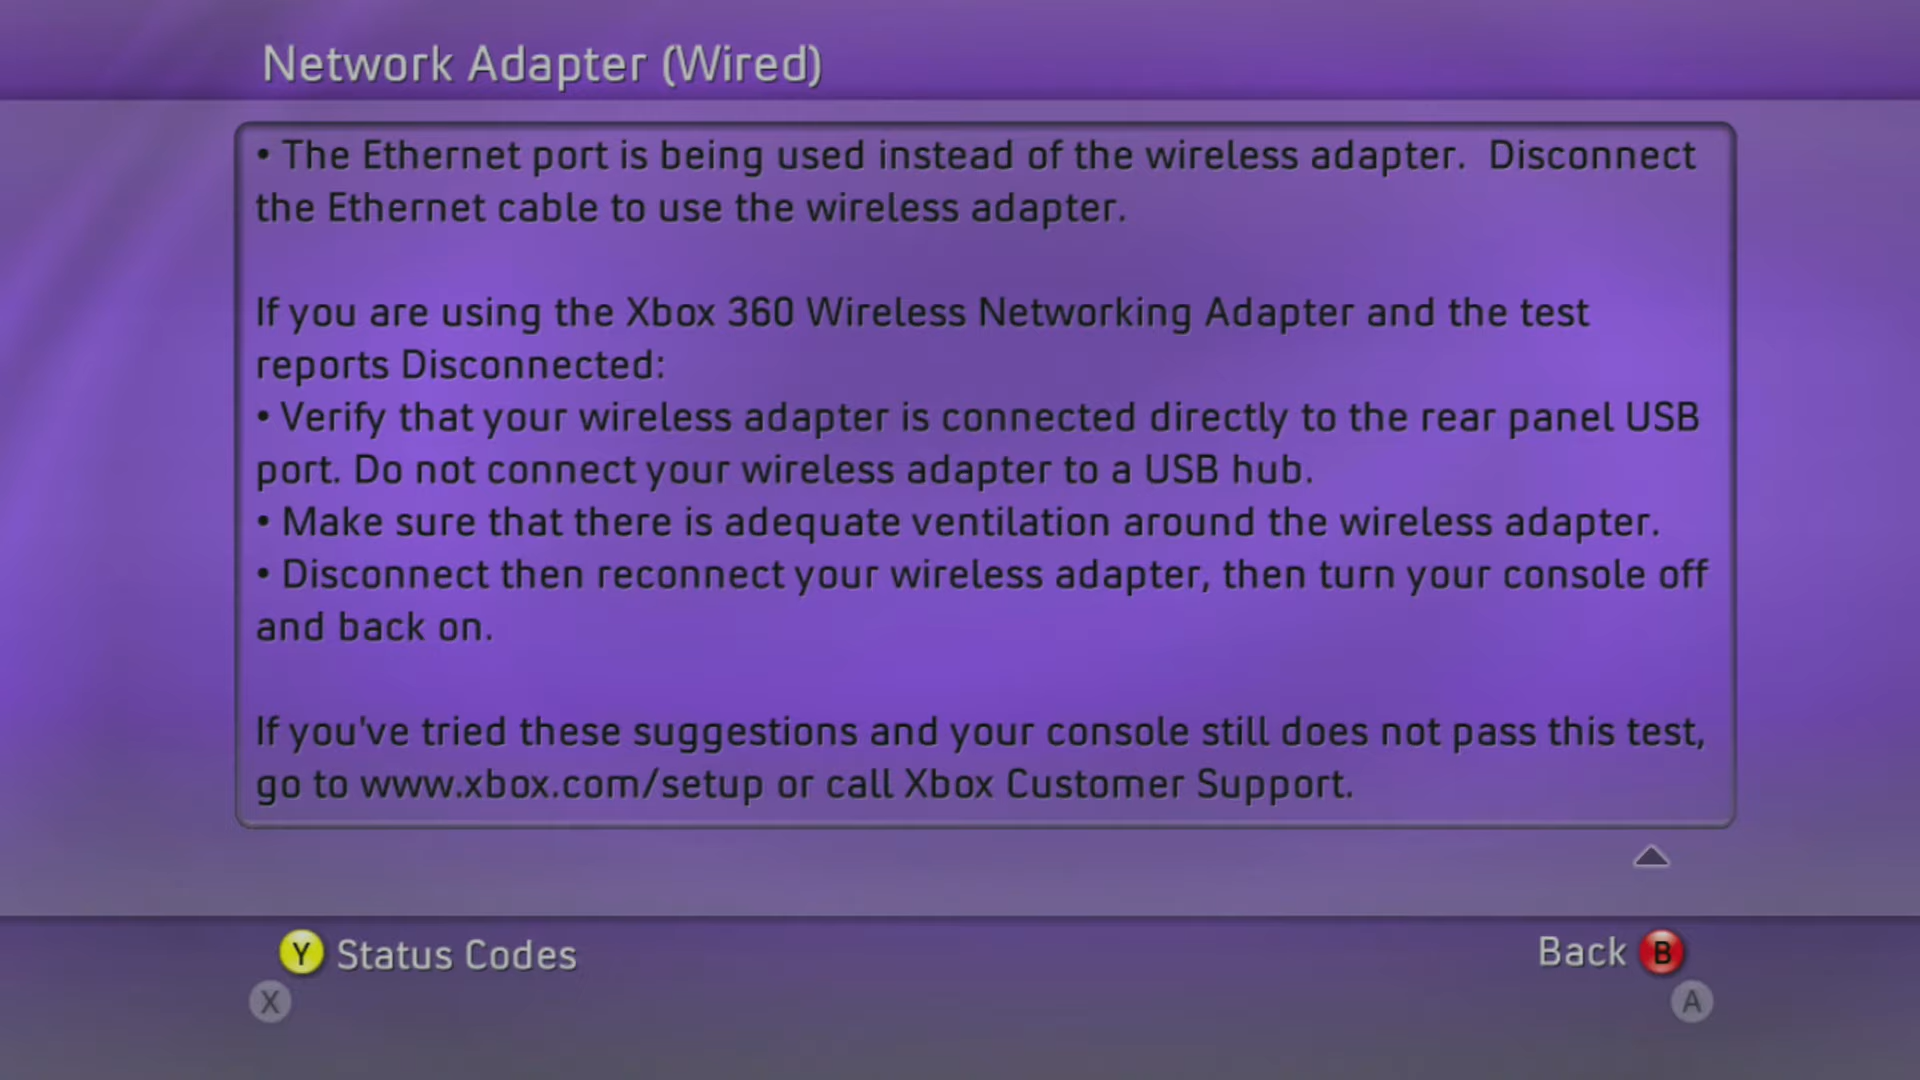 Network Adapter (Wired)
• The Ethernet port is being used instead of the wireless adapter.  Disconnect
the Ethernet cable to use the wireless adapter.
If you are using the Xbox 360 Wireless Networking Adapter and the test
reports Disconnected:
• Verify that your wireless adapter is connected directly to the rear panel USB
port. Do not connect your wireless adapter to a USB hub.
• Make sure that there is adequate ventilation around the wireless adapter.
• Disconnect then reconnect your wireless adapter, then turn your console off
and back on.
If you've tried these suggestions and your console still does not pass this test,
go to www.xbox.com/setup or call Xbox Customer Support.
Y Status Codes
Back B
X
A